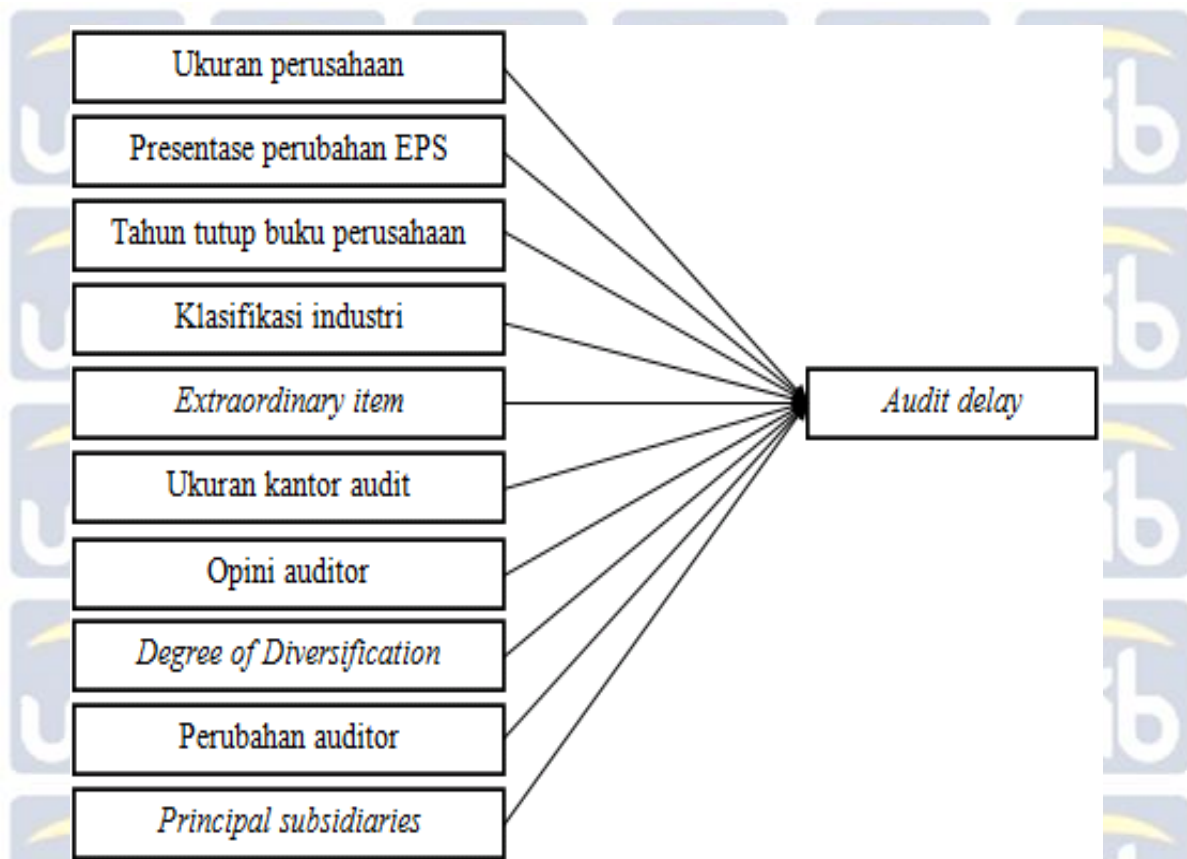 Ukuran perusahaan
Presentase perubahan EPS
Tahun tutup buku perusahaan
Klasifikasi industri
Extraordinary item
Audit delay
Ukuran kantor audit
Opini auditor
Degree of Diversification
Perubahan auditor
Principal subsidiaries